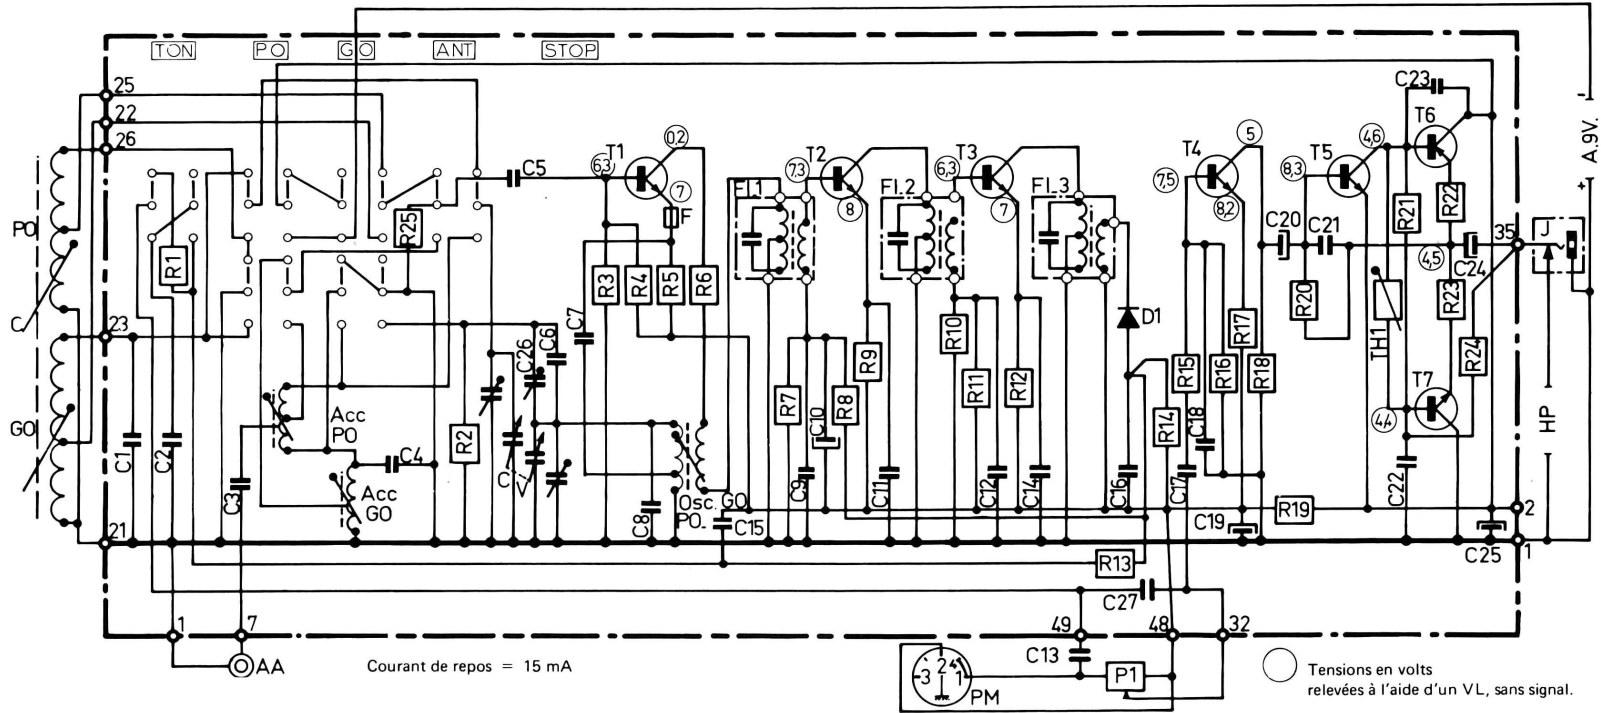 TON PO GO ANT STOP
25
22
26
PO
C
23
GO
21
C5
6,3 T1 0,2
7
F
R1
R25
R3 R4 R5 R6
C7
C6
C26
CV
R2
C1 C2 C3 C4
Acc PO
Acc GO
C8
Osc. GO
PO
C15
FI_1
7,3 T2
8
FI_2
6,3 T3
7
FI_3
D1
R7 C10 R8 R9
C9 C11
R10 R11 R12
C12 C14
C16
R14
R13
T4
7,5 5
8,2
R15 R16 R17 R18
C17 C18
C19
C20 C21
8,3 T5 4,6
R20
R19
C23
T6
R21 R22
TH1
4,5
C24
R23
R24
T7
4,4
C22
C25
35
2
1
J
HP
- A.9V. +
C27
1 7 49 48 32
AA
Courant de repos = 15 mA
3 2 4 1
PM
C13
P1
Tensions en volts
relevées à l'aide d'un VL, sans signal.